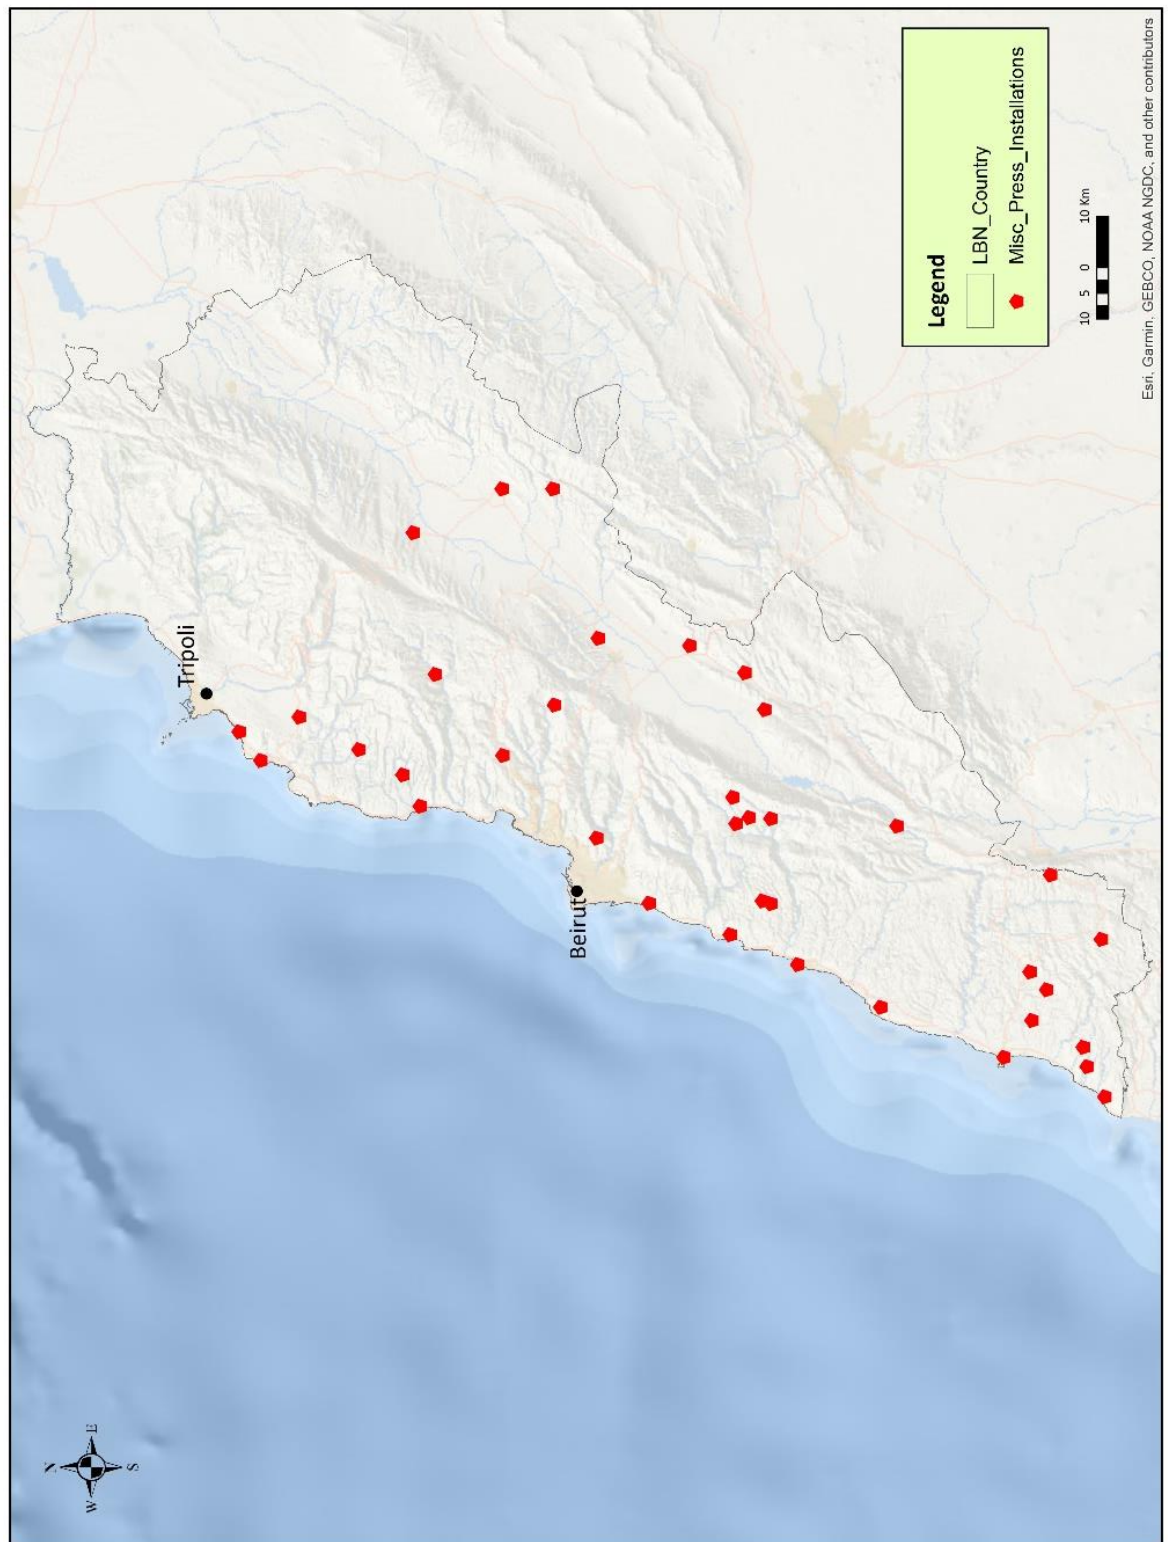 N
W
E
S
Tripoli
Beirut
Legend
LBN_Country
Misc_Press_Installations
10 5 0 10 Km
Esri, Garmin, GEBCO, NOAA NGDC, and other contributors